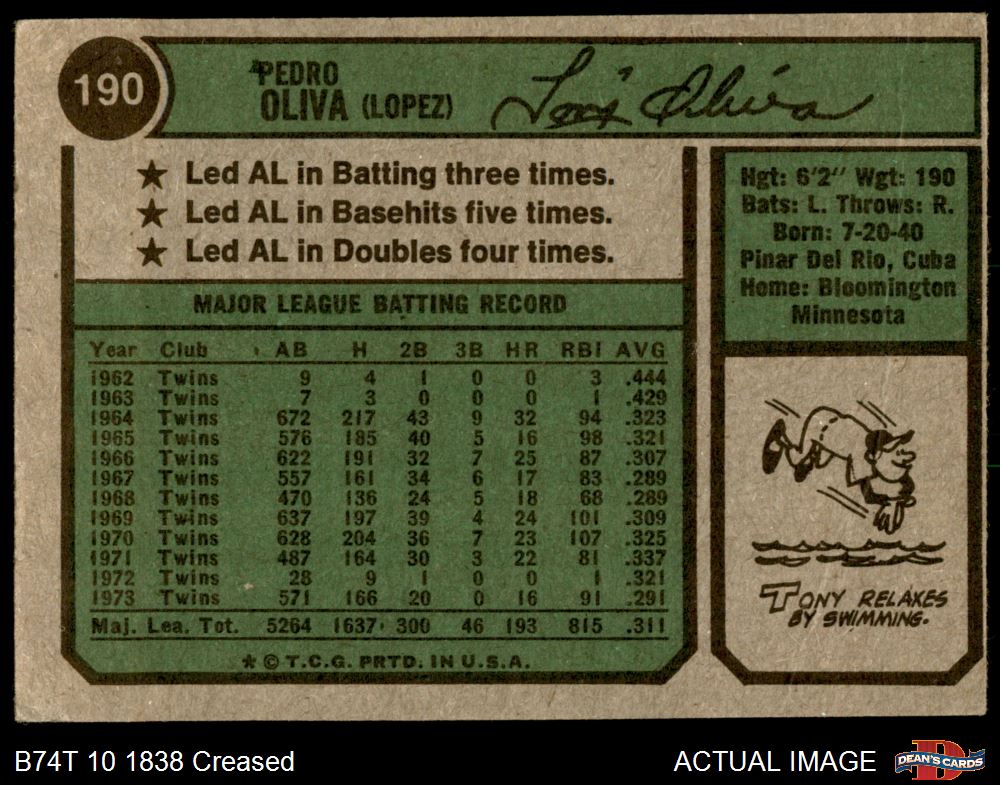 190
PEDRO
OLIVA (LOPEZ)
Tony Oliva
★ Led AL in Batting three times.
★ Led AL in Basehits five times.
★ Led AL in Doubles four times.
MAJOR LEAGUE BATTING RECORD
Year Club AB H 2B 3B HR RBI AVG
1962 Twins 9 4 1 0 0 3 .444
1963 Twins 7 3 0 0 0 1 .429
1964 Twins 672 217 43 9 32 94 .323
1965 Twins 576 185 40 5 16 98 .321
1966 Twins 622 191 32 7 25 87 .307
1967 Twins 557 161 34 6 17 83 .289
1968 Twins 470 136 24 5 18 68 .289
1969 Twins 637 197 39 4 24 101 .309
1970 Twins 628 204 36 7 23 107 .325
1971 Twins 487 164 30 3 22 81 .337
1972 Twins 28 9 1 0 0 1 .321
1973 Twins 571 166 20 0 16 91 .291
Maj. Lea. Tot. 5264 1637 300 46 193 815 .311
★ © T.C.G. PRTD. IN U.S.A.
Hgt: 6'2" Wgt: 190
Bats: L. Throws: R.
Born: 7-20-40
Pinar Del Rio, Cuba
Home: Bloomington
Minnesota
TONY RELAXES
BY SWIMMING.
B74T 10 1838 Creased
ACTUAL IMAGE
D
DEAN'S CARDS